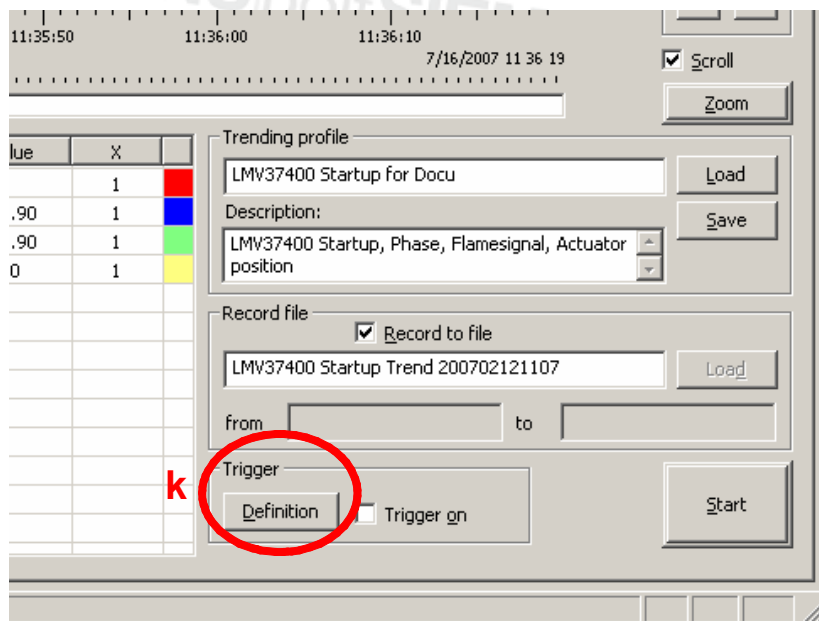 11:35:50 11:36:00 11:36:10
7/16/2007 11 36 19
Scroll
Zoom
lue X
1
.90 1
.90 1
0 1
Trending profile
LMV37400 Startup for Docu
Load
Description:
Save
LMV37400 Startup, Phase, Flamesignal, Actuator
position
Record file
Record to file
LMV37400 Startup Trend 200702121107
Load
from to
Trigger
k
Definition
Trigger on
Start